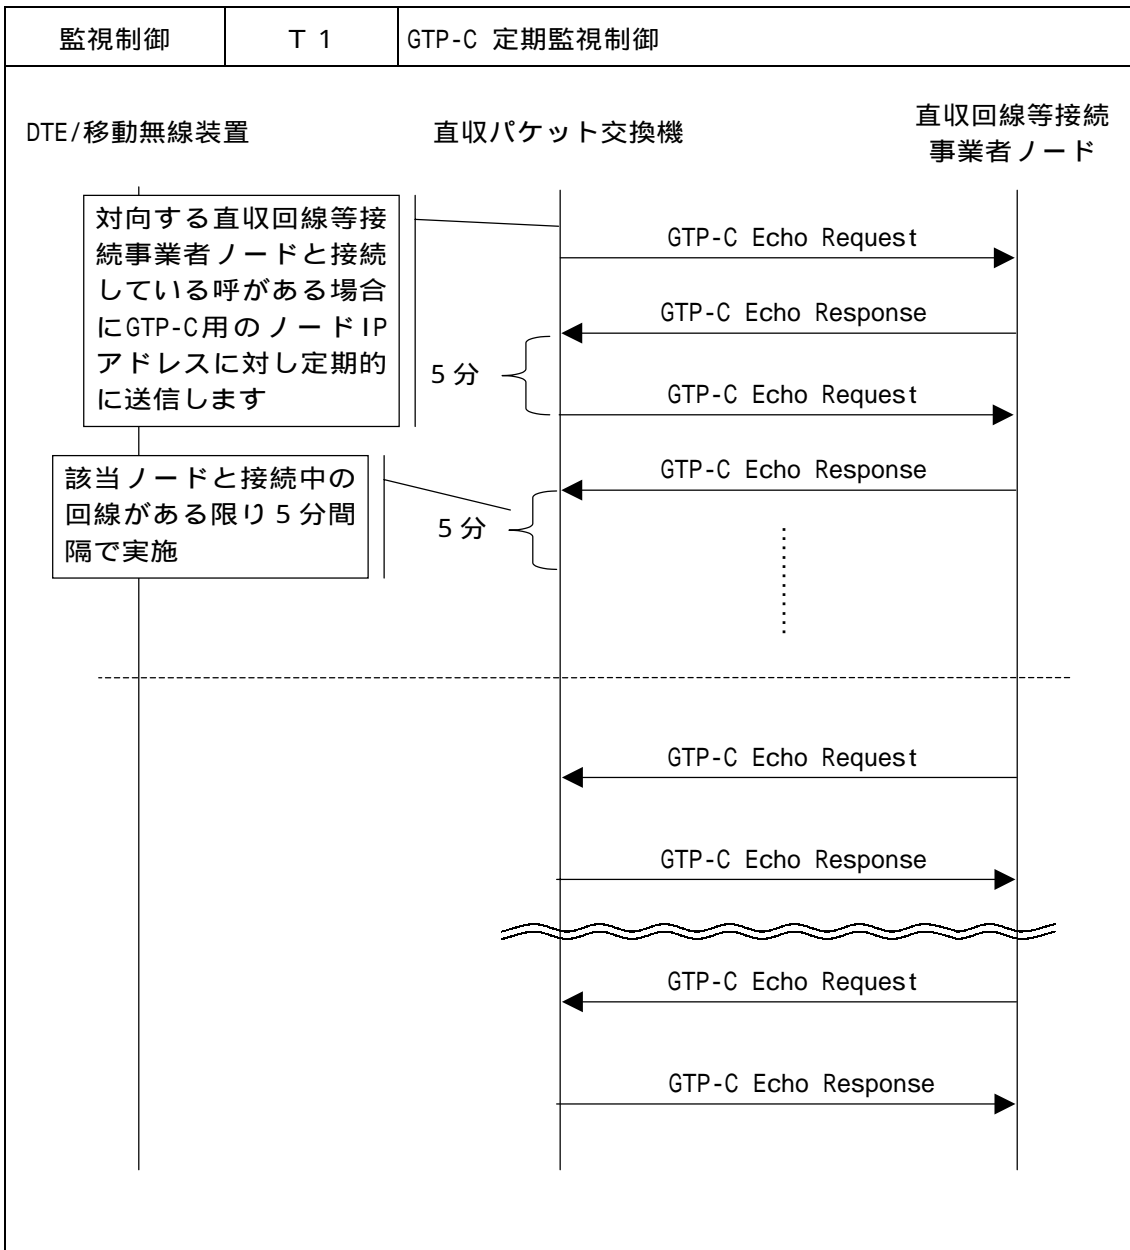 監視制御
Ｔ１
GTP-C 定期監視制御
DTE/移動無線装置
直収パケット交換機
直収回線等接続
事業者ノード
対向する直収回線等接
続事業者ノードと接続
している呼がある場合
にGTP-C用のノードIP
アドレスに対し定期的
に送信します
GTP-C Echo Request
GTP-C Echo Response
５分
GTP-C Echo Request
該当ノードと接続中の
回線がある限り５分間
隔で実施
GTP-C Echo Response
５分
GTP-C Echo Request
GTP-C Echo Response
GTP-C Echo Request
GTP-C Echo Response